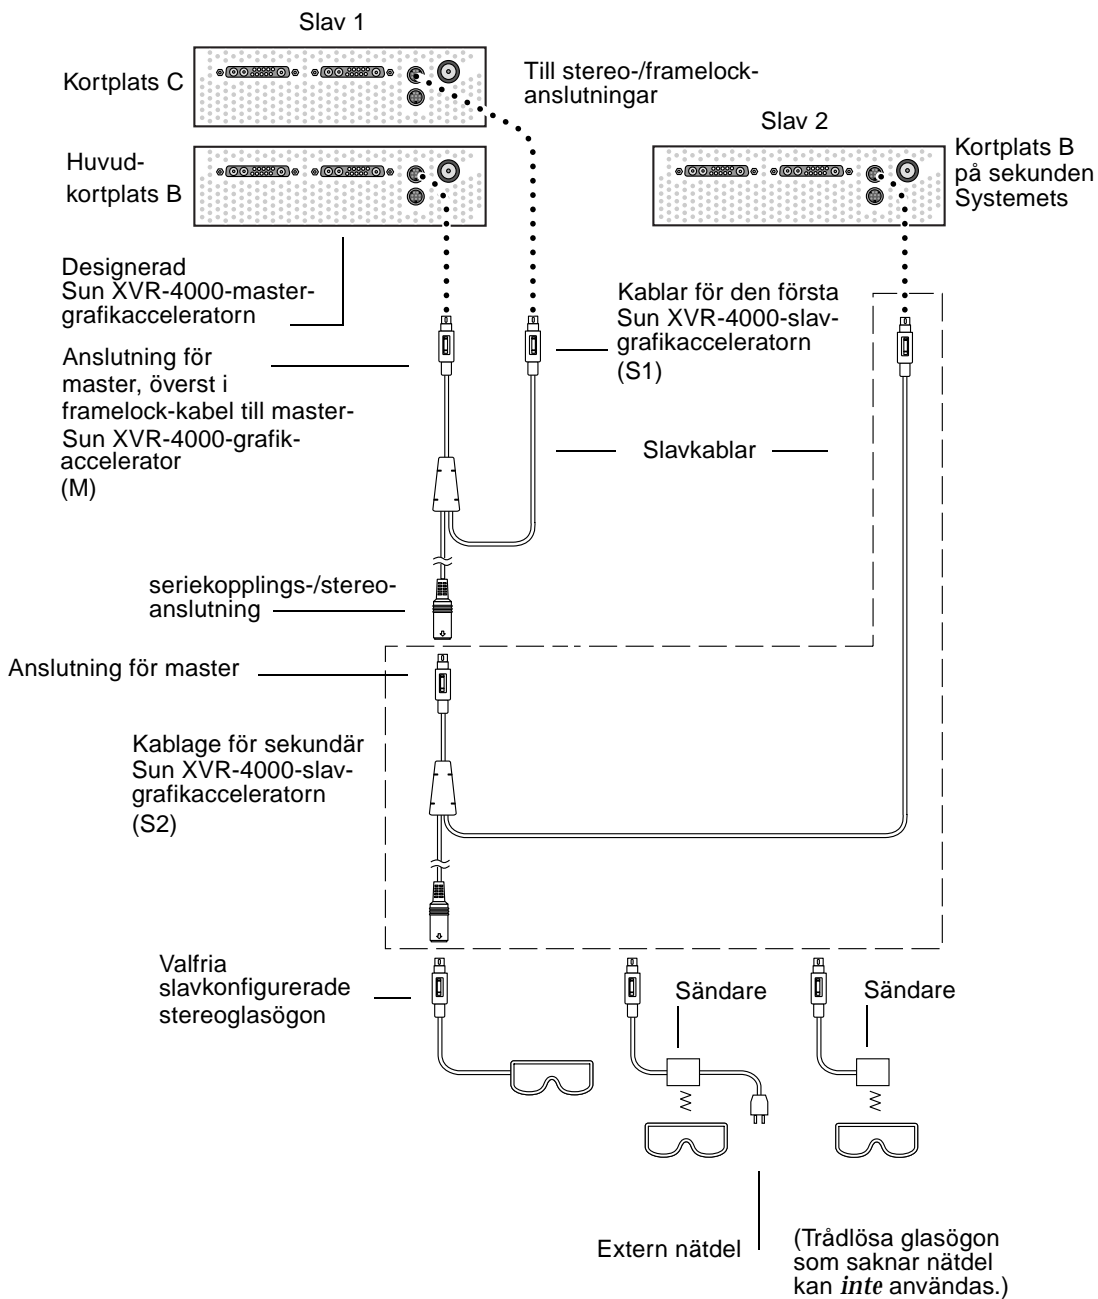 Slav 1
Kortplats C
Till stereo-/framelock-
anslutningar
Slav 2
Huvud-
kortplats B
Kortplats B
på sekunden
Systemets
Designerad
Sun XVR-4000-master-
grafikacceleratorn
Kablar för den första
Sun XVR-4000-slav-
grafikacceleratorn
(S1)
Anslutning för
master, överst i
framelock-kabel till master-
Sun XVR-4000-grafik-
accelerator
(M)
Slavkablar
seriekopplings-/stereo-
anslutning
Anslutning för master
Kablage för sekundär
Sun XVR-4000-slav-
grafikacceleratorn
(S2)
Valfria
slavkonfigurerade
stereoglasögon
Sändare
Sändare
Extern nätdel
(Trådlösa glasögon
som saknar nätdel
kan inte användas.)